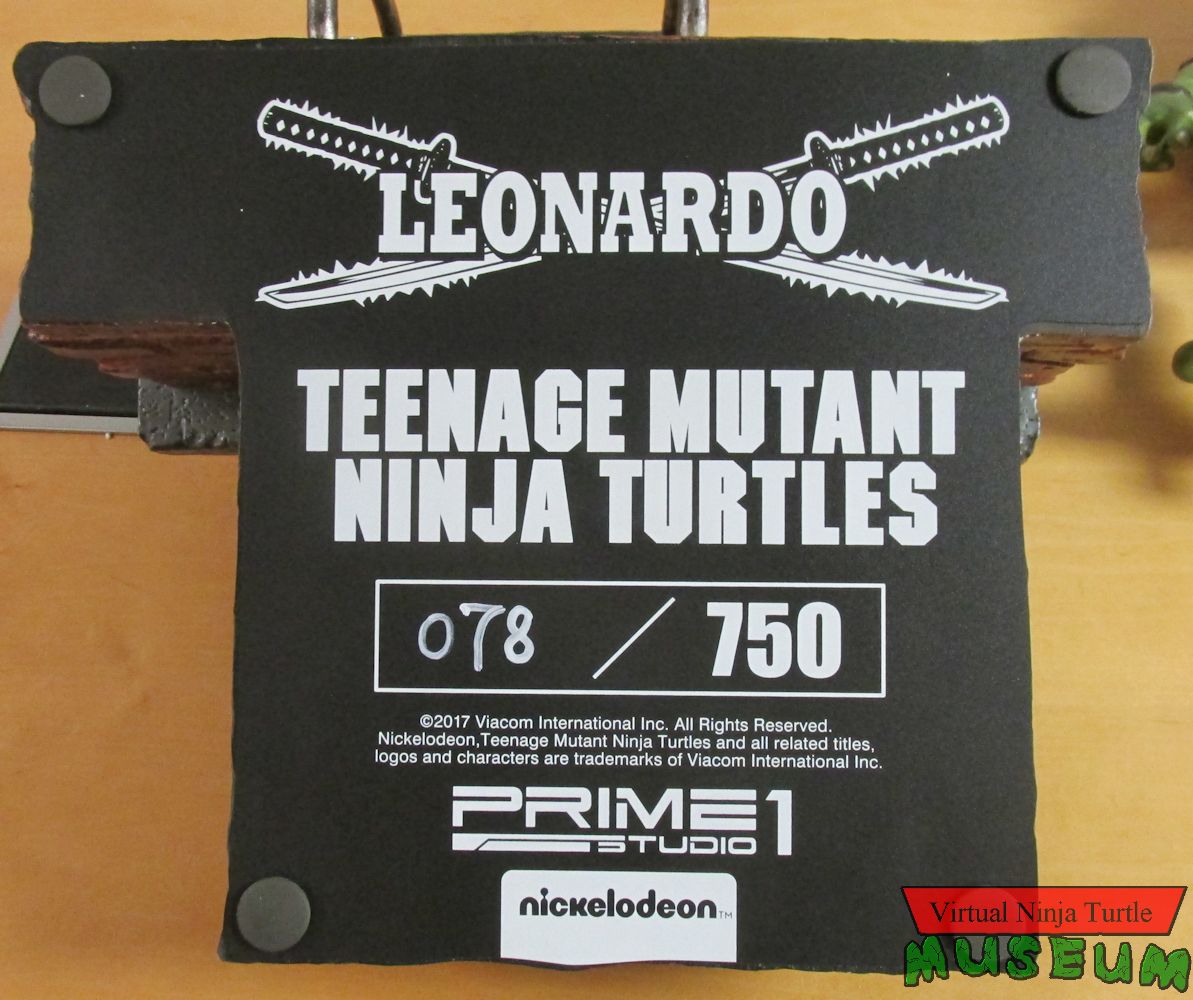 LEONARDO
TEENAGE MUTANT
NINJA TURTLES
078 / 750
©2017 Viacom International Inc. All Rights Reserved.
Nickelodeon,Teenage Mutant Ninja Turtles and all related titles,
logos and characters are trademarks of Viacom International Inc.
PRIME 1
STUDIO
nickelodeon™
Virtual Ninja Turtle
MUSEUM